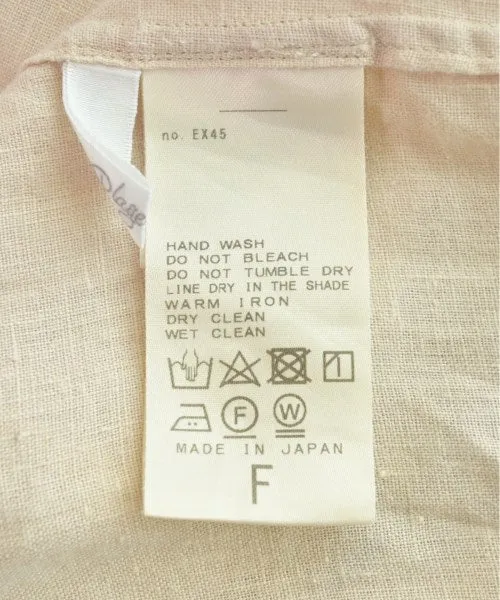 no. EX45
HAND WASH
DO NOT BLEACH
DO NOT TUMBLE DRY
LINE DRY IN THE SHADE
WARM IRON
DRY CLEAN
WET CLEAN
F W
MADE IN JAPAN
F